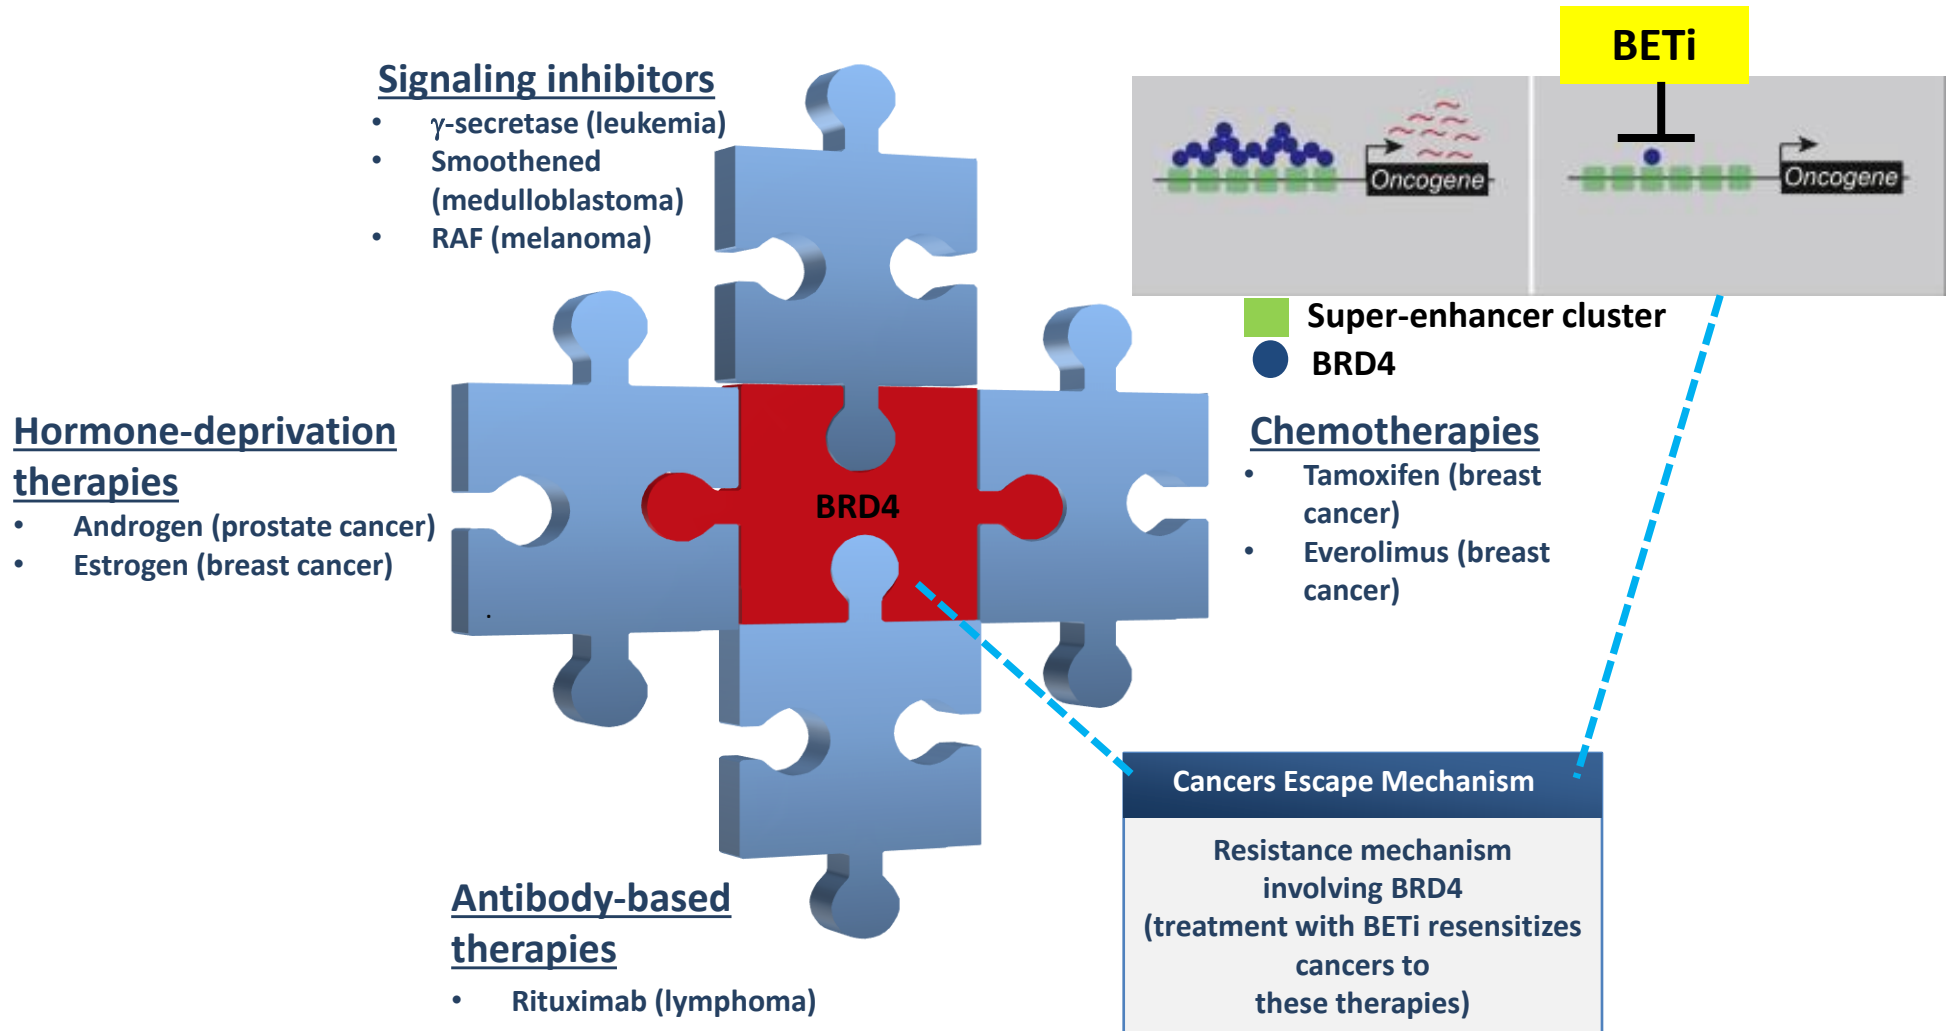 Signaling inhibitors
• γ-secretase (leukemia)
• Smoothened
(medulloblastoma)
• RAF (melanoma)
BETi
Oncogene
Oncogene
Super-enhancer cluster
BRD4
Hormone-deprivation
therapies
• Androgen (prostate cancer)
• Estrogen (breast cancer)
.
BRD4
Chemotherapies
• Tamoxifen (breast
cancer)
• Everolimus (breast
cancer)
Antibody-based
therapies
• Rituximab (lymphoma)
Cancers Escape Mechanism
Resistance mechanism
involving BRD4
(treatment with BETi resensitizes
cancers to
these therapies)